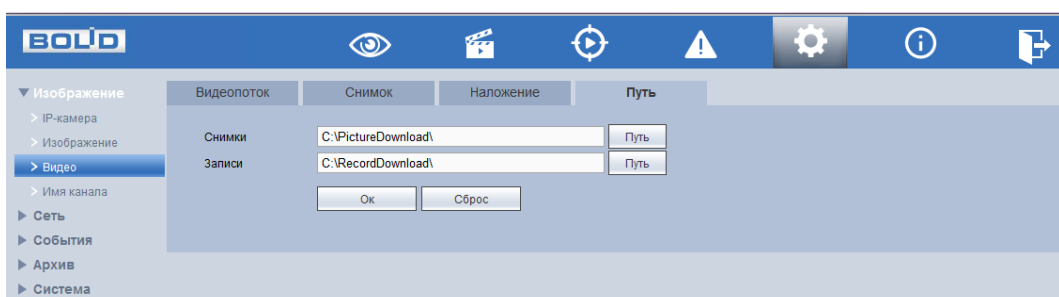 BOLID
Изображение
> IP-камера
> Изображение
> Видео
> Имя канала
Сеть
События
Архив
Система
Видеопоток Снимок Наложение Путь
Снимки C:\PictureDownload\ Путь
Записи C:\RecordDownload\ Путь
Ок Сброс